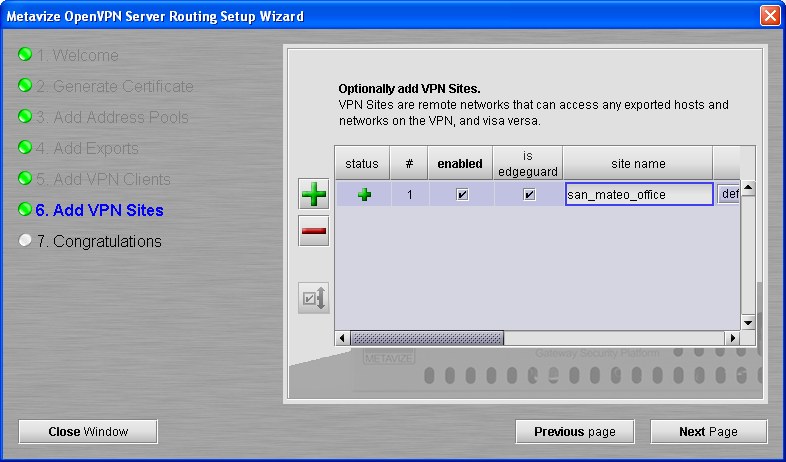 Metavize OpenVPN Server Routing Setup Wizard
1. Welcome
2. Generate Certificate
3. Add Address Pools
4. Add Exports
5. Add VPN Clients
6. Add VPN Sites
7. Congratulations
Optionally add VPN Sites.
VPN Sites are remote networks that can access any exported hosts and
networks on the VPN, and visa versa.
status # enabled is edgeguard site name
1 san_mateo_office def
METAVIZE Gateway Security Platform
Close Window Previous page Next Page